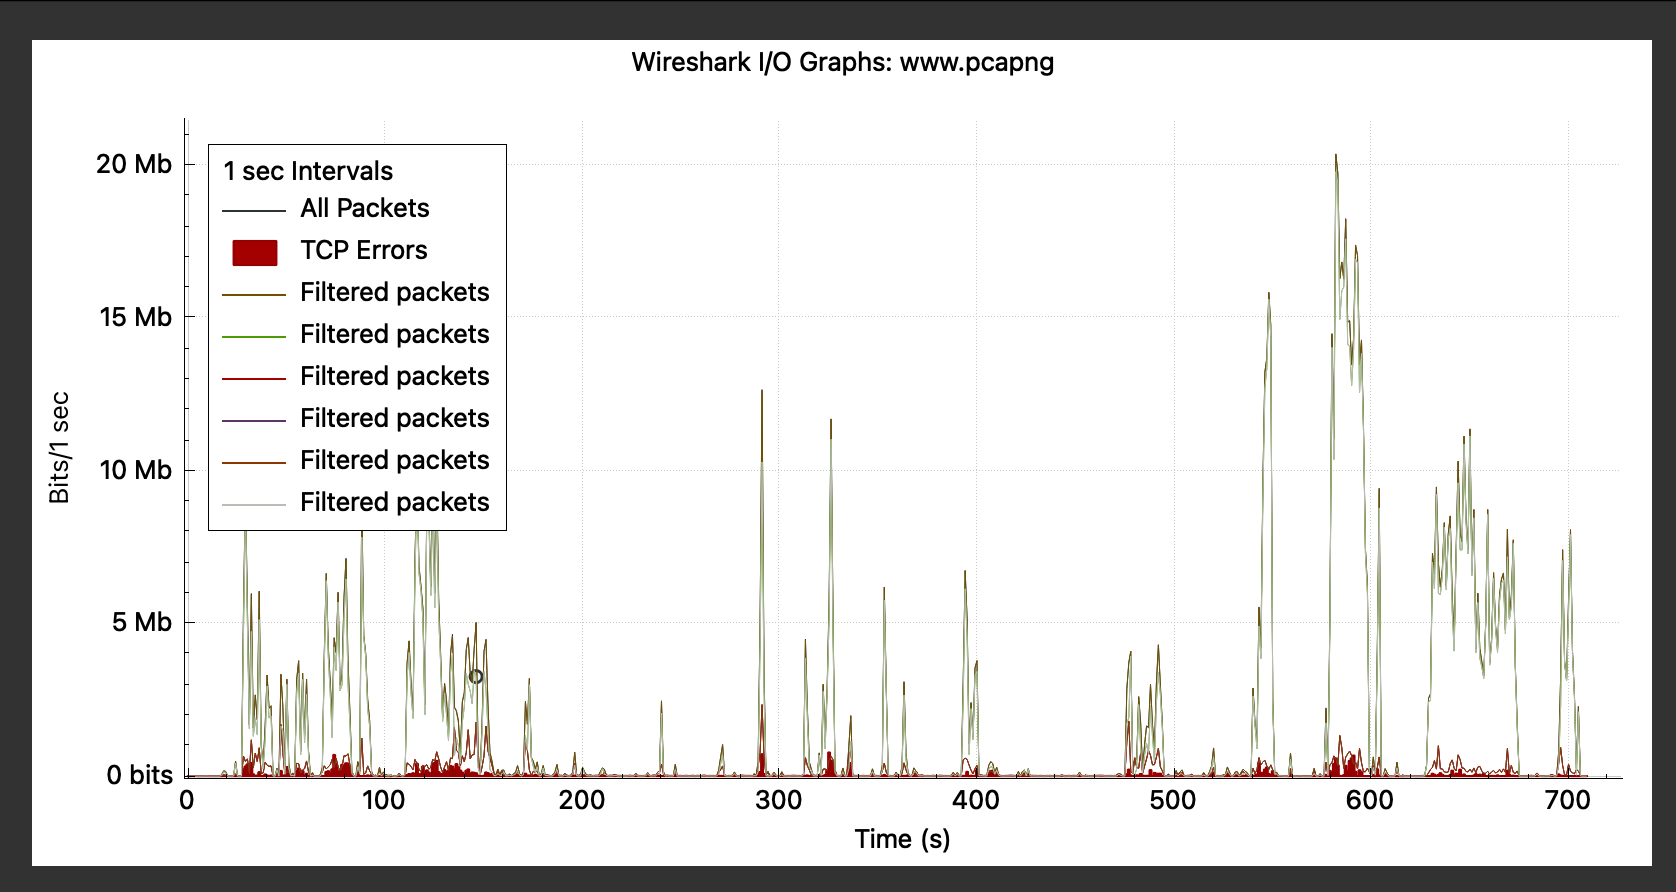 Wireshark I/O Graphs: www.pcapng
20 Mb
15 Mb
10 Mb
5 Mb
0 bits
Bits/1 sec
1 sec Intervals
All Packets
TCP Errors
Filtered packets
Filtered packets
Filtered packets
Filtered packets
Filtered packets
Filtered packets
0 100 200 300 400 500 600 700
Time (s)